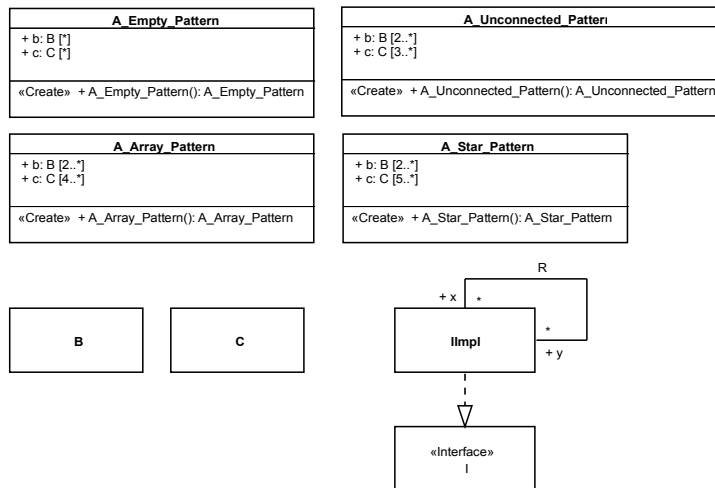 A_Empty_Pattern
+ b: B [*]
+ c: C [*]
«Create» + A_Empty_Pattern(): A_Empty_Pattern
A_Unconnected_Pattern
+ b: B [2..*]
+ c: C [3..*]
«Create» + A_Unconnected_Pattern(): A_Unconnected_Pattern
A_Array_Pattern
+ b: B [2..*]
+ c: C [4..*]
«Create» + A_Array_Pattern(): A_Array_Pattern
A_Star_Pattern
+ b: B [2..*]
+ c: C [5..*]
«Create» + A_Star_Pattern(): A_Star_Pattern
B
C
R
+ x *
IImpl
*
+ y
«Interface»
I